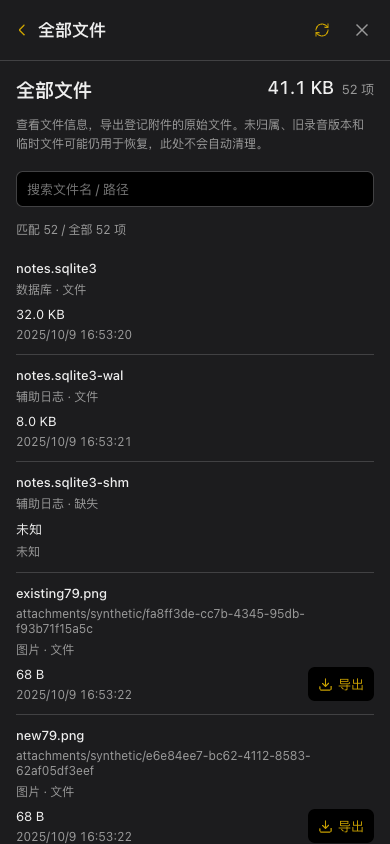 全部文件
全部文件
41.1 KB 52 项
查看文件信息，导出登记附件的原始文件。未归属、旧录音版本和
临时文件可能仍用于恢复，此处不会自动清理。
搜索文件名 / 路径
匹配 52 / 全部 52 项
notes.sqlite3
数据库 · 文件
32.0 KB
2025/10/9 16:53:20
notes.sqlite3-wal
辅助日志 · 文件
8.0 KB
2025/10/9 16:53:21
notes.sqlite3-shm
辅助日志 · 缺失
未知
未知
existing79.png
attachments/synthetic/fa8ff3de-cc7b-4345-95db-
f93b71f15a5c
图片 · 文件
68 B
2025/10/9 16:53:22
导出
new79.png
attachments/synthetic/e6e84ee7-bc62-4112-8583-
62af05df3eef
图片 · 文件
68 B
2025/10/9 16:53:22
导出